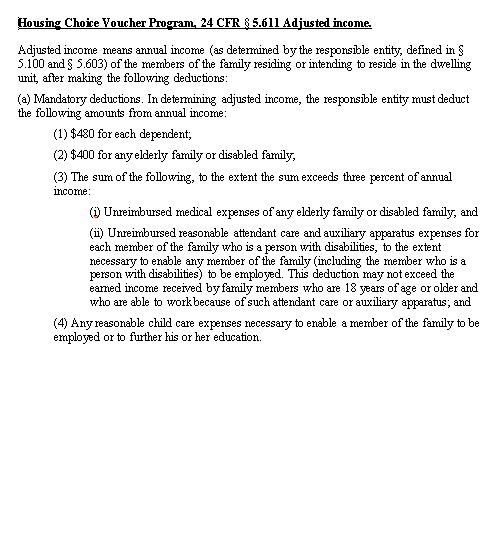 Housing Choice Voucher Program, 24 CFR § 5.611 Adjusted income.
Adjusted income means annual income (as determined by the responsible entity, defined in §
5.100 and § 5.603) of the members of the family residing or intending to reside in the dwelling
unit, after making the following deductions:
(a) Mandatory deductions. In determining adjusted income, the responsible entity must deduct
the following amounts from annual income:
(1) $480 for each dependent;
(2) $400 for any elderly family or disabled family;
(3) The sum of the following, to the extent the sum exceeds three percent of annual
income:
(i) Unreimbursed medical expenses of any elderly family or disabled family; and
(ii) Unreimbursed reasonable attendant care and auxiliary apparatus expenses for
each member of the family who is a person with disabilities, to the extent
necessary to enable any member of the family (including the member who is a
person with disabilities) to be employed. This deduction may not exceed the
earned income received by family members who are 18 years of age or older and
who are able to work because of such attendant care or auxiliary apparatus; and
(4) Any reasonable child care expenses necessary to enable a member of the family to be
employed or to further his or her education.